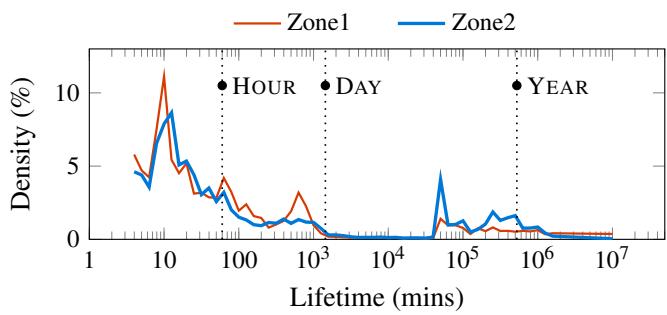 Zone1 Zone2
10
HOUR DAY YEAR
5
0
Density (%)
1 10 100 10³ 10⁴ 10⁵ 10⁶ 10⁷
Lifetime (mins)